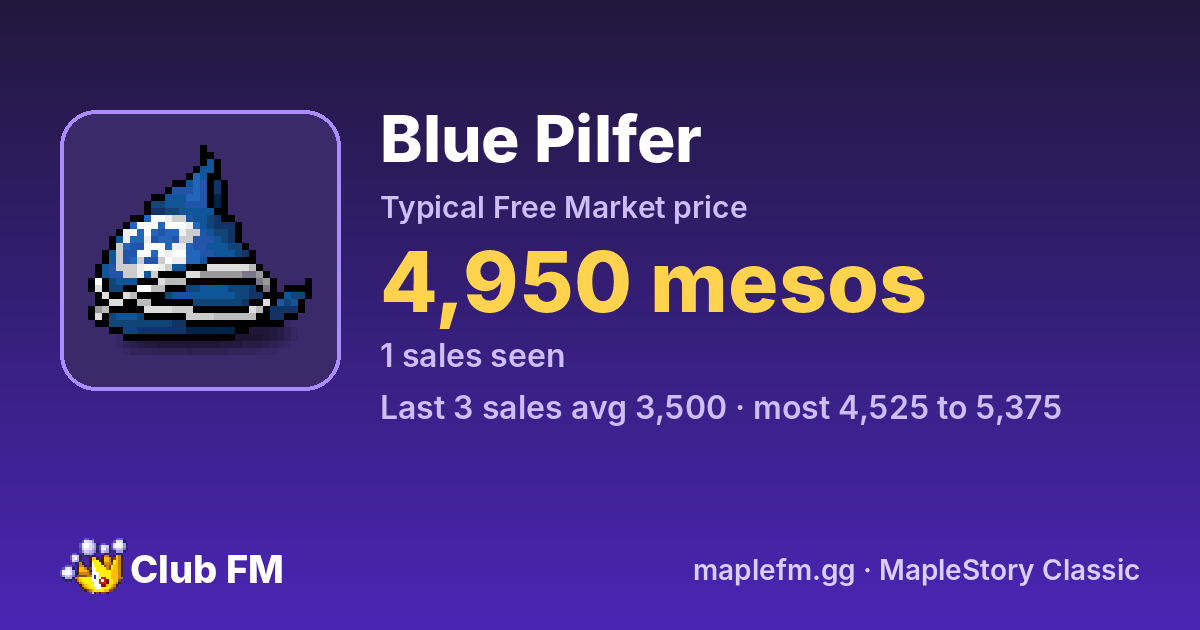 Blue Pilfer
Typical Free Market price
4,950 mesos
1 sales seen
Last 3 sales avg 3,500 · most 4,525 to 5,375
Club FM
maplefm.gg · MapleStory Classic